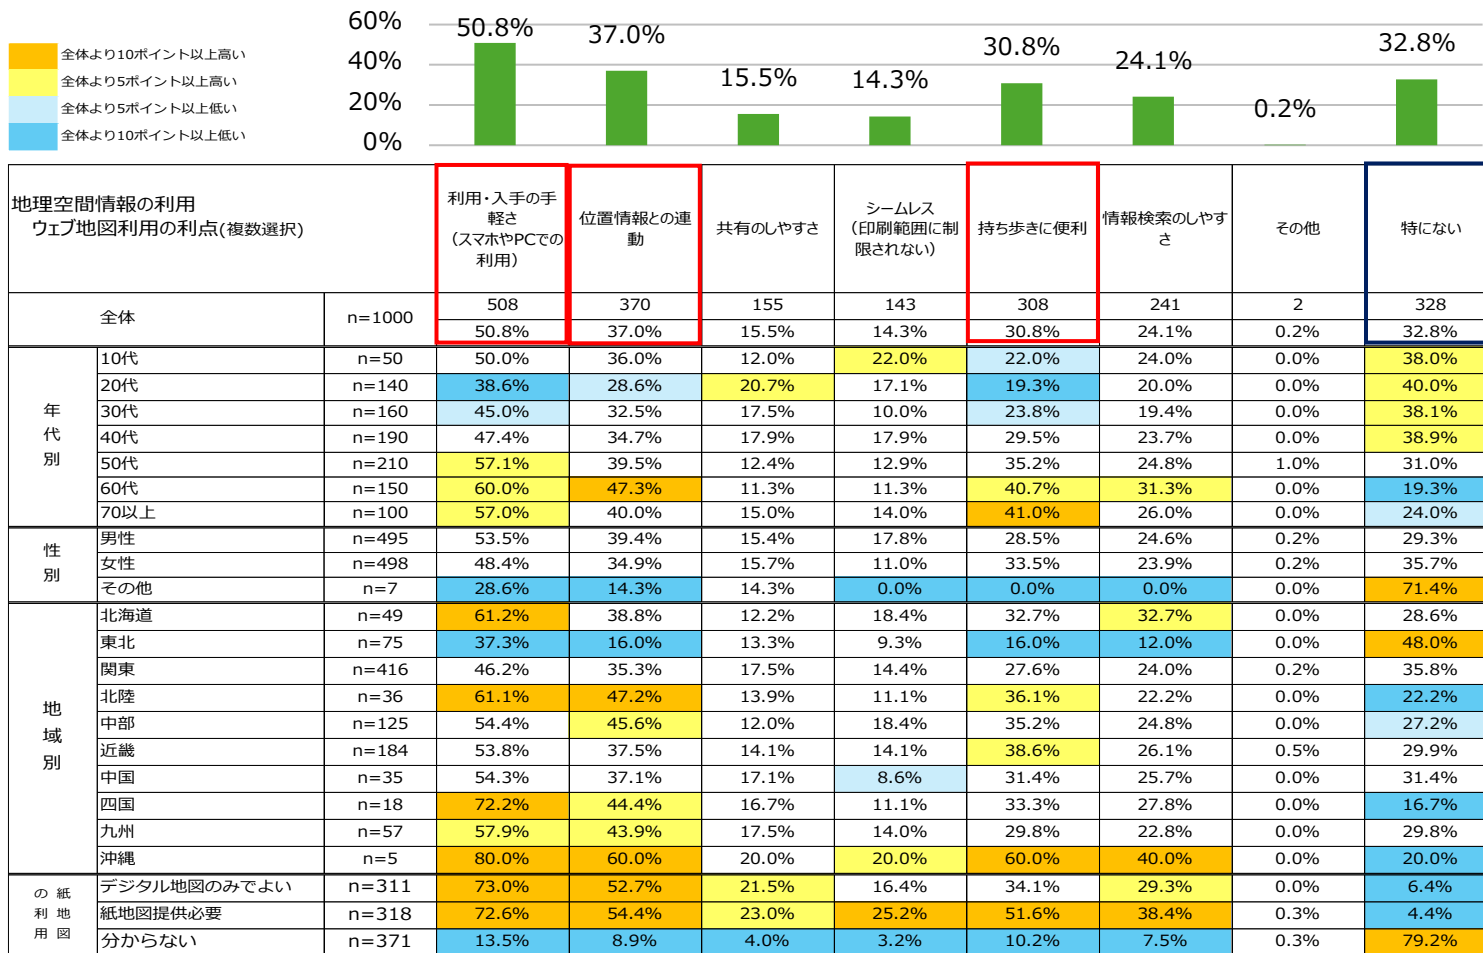 60%
40%
20%
0%
50.8%
37.0%
15.5%
14.3%
30.8%
24.1%
0.2%
32.8%
全体より10ポイント以上高い
全体より5ポイント以上高い
全体より5ポイント以上低い
全体より10ポイント以上低い
地理空間情報の利用
ウェブ地図利用の利点(複数選択)
利用・入手の手
軽さ
（スマホやPCでの
利用）
位置情報との連
動
共有のしやすさ
シームレス
（印刷範囲に制
限されない）
持ち歩きに便利
情報検索のしやす
さ
その他
特にない
全体 n=1000 508 370 155 143 308 241 2 328
50.8% 37.0% 15.5% 14.3% 30.8% 24.1% 0.2% 32.8%
年
代
別
10代 n=50 50.0% 36.0% 12.0% 22.0% 22.0% 24.0% 0.0% 38.0%
20代 n=140 38.6% 28.6% 20.7% 17.1% 19.3% 20.0% 0.0% 40.0%
30代 n=160 45.0% 32.5% 17.5% 10.0% 23.8% 19.4% 0.0% 38.1%
40代 n=190 47.4% 34.7% 17.9% 17.9% 29.5% 23.7% 0.0% 38.9%
50代 n=210 57.1% 39.5% 12.4% 12.9% 35.2% 24.8% 1.0% 31.0%
60代 n=150 60.0% 47.3% 11.3% 11.3% 40.7% 31.3% 0.0% 19.3%
70以上 n=100 57.0% 40.0% 15.0% 14.0% 41.0% 26.0% 0.0% 24.0%
性
別
男性 n=495 53.5% 39.4% 15.4% 17.8% 28.5% 24.6% 0.2% 29.3%
女性 n=498 48.4% 34.9% 15.7% 11.0% 33.5% 23.9% 0.2% 35.7%
その他 n=7 28.6% 14.3% 14.3% 0.0% 0.0% 0.0% 0.0% 71.4%
地
域
別
北海道 n=49 61.2% 38.8% 12.2% 18.4% 32.7% 32.7% 0.0% 28.6%
東北 n=75 37.3% 16.0% 13.3% 9.3% 16.0% 12.0% 0.0% 48.0%
関東 n=416 46.2% 35.3% 17.5% 14.4% 27.6% 24.0% 0.2% 35.8%
北陸 n=36 61.1% 47.2% 13.9% 11.1% 36.1% 22.2% 0.0% 22.2%
中部 n=125 54.4% 45.6% 12.0% 18.4% 35.2% 24.8% 0.0% 27.2%
近畿 n=184 53.8% 37.5% 14.1% 14.1% 38.6% 26.1% 0.5% 29.9%
中国 n=35 54.3% 37.1% 17.1% 8.6% 31.4% 25.7% 0.0% 31.4%
四国 n=18 72.2% 44.4% 16.7% 11.1% 33.3% 27.8% 0.0% 16.7%
九州 n=57 57.9% 43.9% 17.5% 14.0% 29.8% 22.8% 0.0% 29.8%
沖縄 n=5 80.0% 60.0% 20.0% 20.0% 60.0% 40.0% 0.0% 20.0%
紙地図
の利用
デジタル地図のみでよい n=311 73.0% 52.7% 21.5% 16.4% 34.1% 29.3% 0.0% 6.4%
紙地図提供必要 n=318 72.6% 54.4% 23.0% 25.2% 51.6% 38.4% 0.3% 4.4%
分からない n=371 13.5% 8.9% 4.0% 3.2% 10.2% 7.5% 0.3% 79.2%